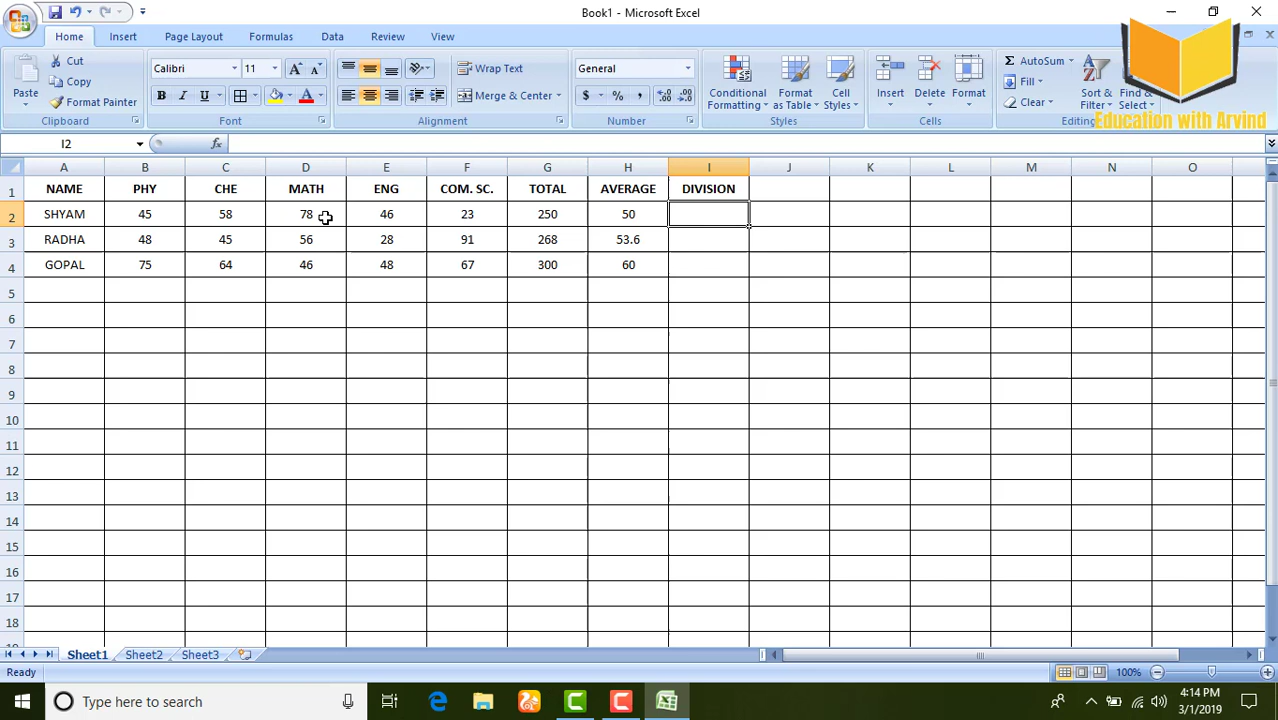 Book1 - Microsoft Excel
Home Insert Page Layout Formulas Data Review View
Paste
Cut
Copy
Format Painter
Clipboard
Calibri 11
B I U
Font
Wrap Text
Merge & Center
Alignment
General
$ % ,
Number
Conditional Formatting
Format as Table
Cell Styles
Styles
Insert
Delete
Format
Cells
Σ AutoSum
Fill
Clear
Sort & Filter
Find & Select
Editing
Education with Arvind
I2 fx
A B C D E F G H I J K L M N O
1 NAME PHY CHE MATH ENG COM. SC. TOTAL AVERAGE DIVISION
2 SHYAM 45 58 78 46 23 250 50
3 RADHA 48 45 56 28 91 268 53.6
4 GOPAL 75 64 46 48 67 300 60
5
6
7
8
9
10
11
12
13
14
15
16
17
18
Sheet1 Sheet2 Sheet3
Ready 100%
Type here to search
4:14 PM
3/1/2019